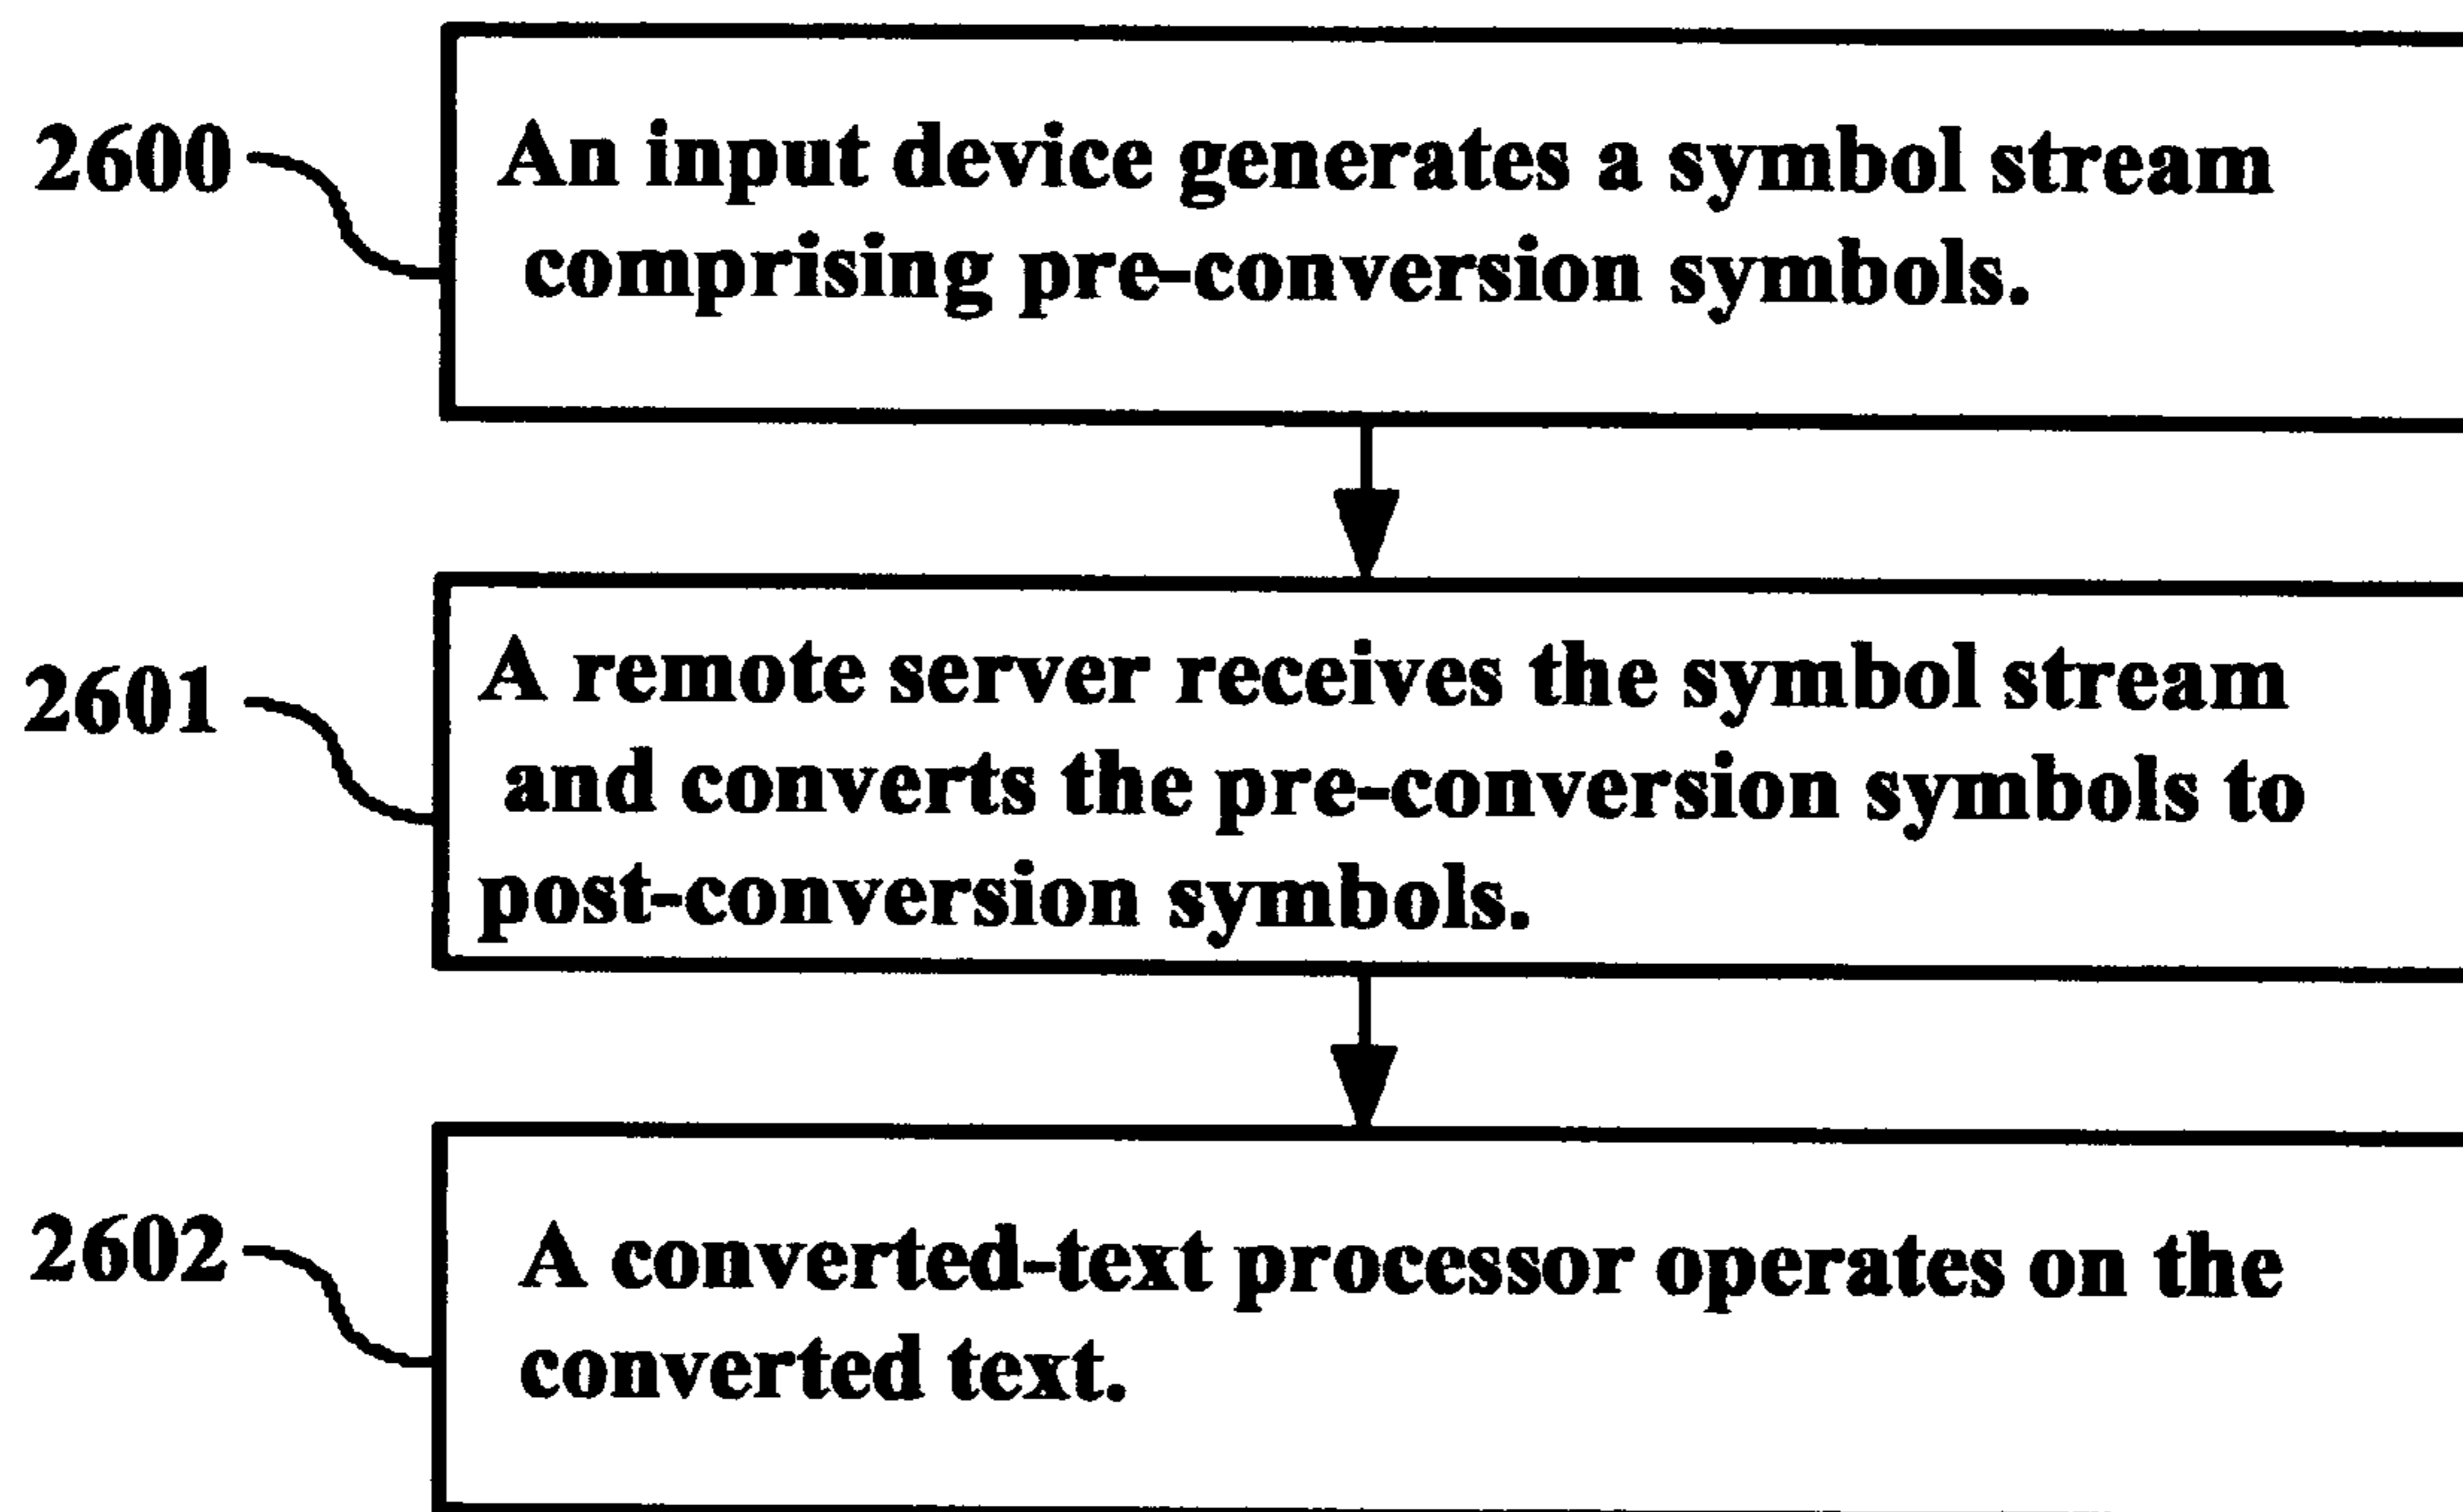 2600
An input device generates a symbol stream
comprising pre-conversion symbols.
2601
A remote server receives the symbol stream
and converts the pre-conversion symbols to
post-conversion symbols.
2602
A converted-text processor operates on the
converted text.